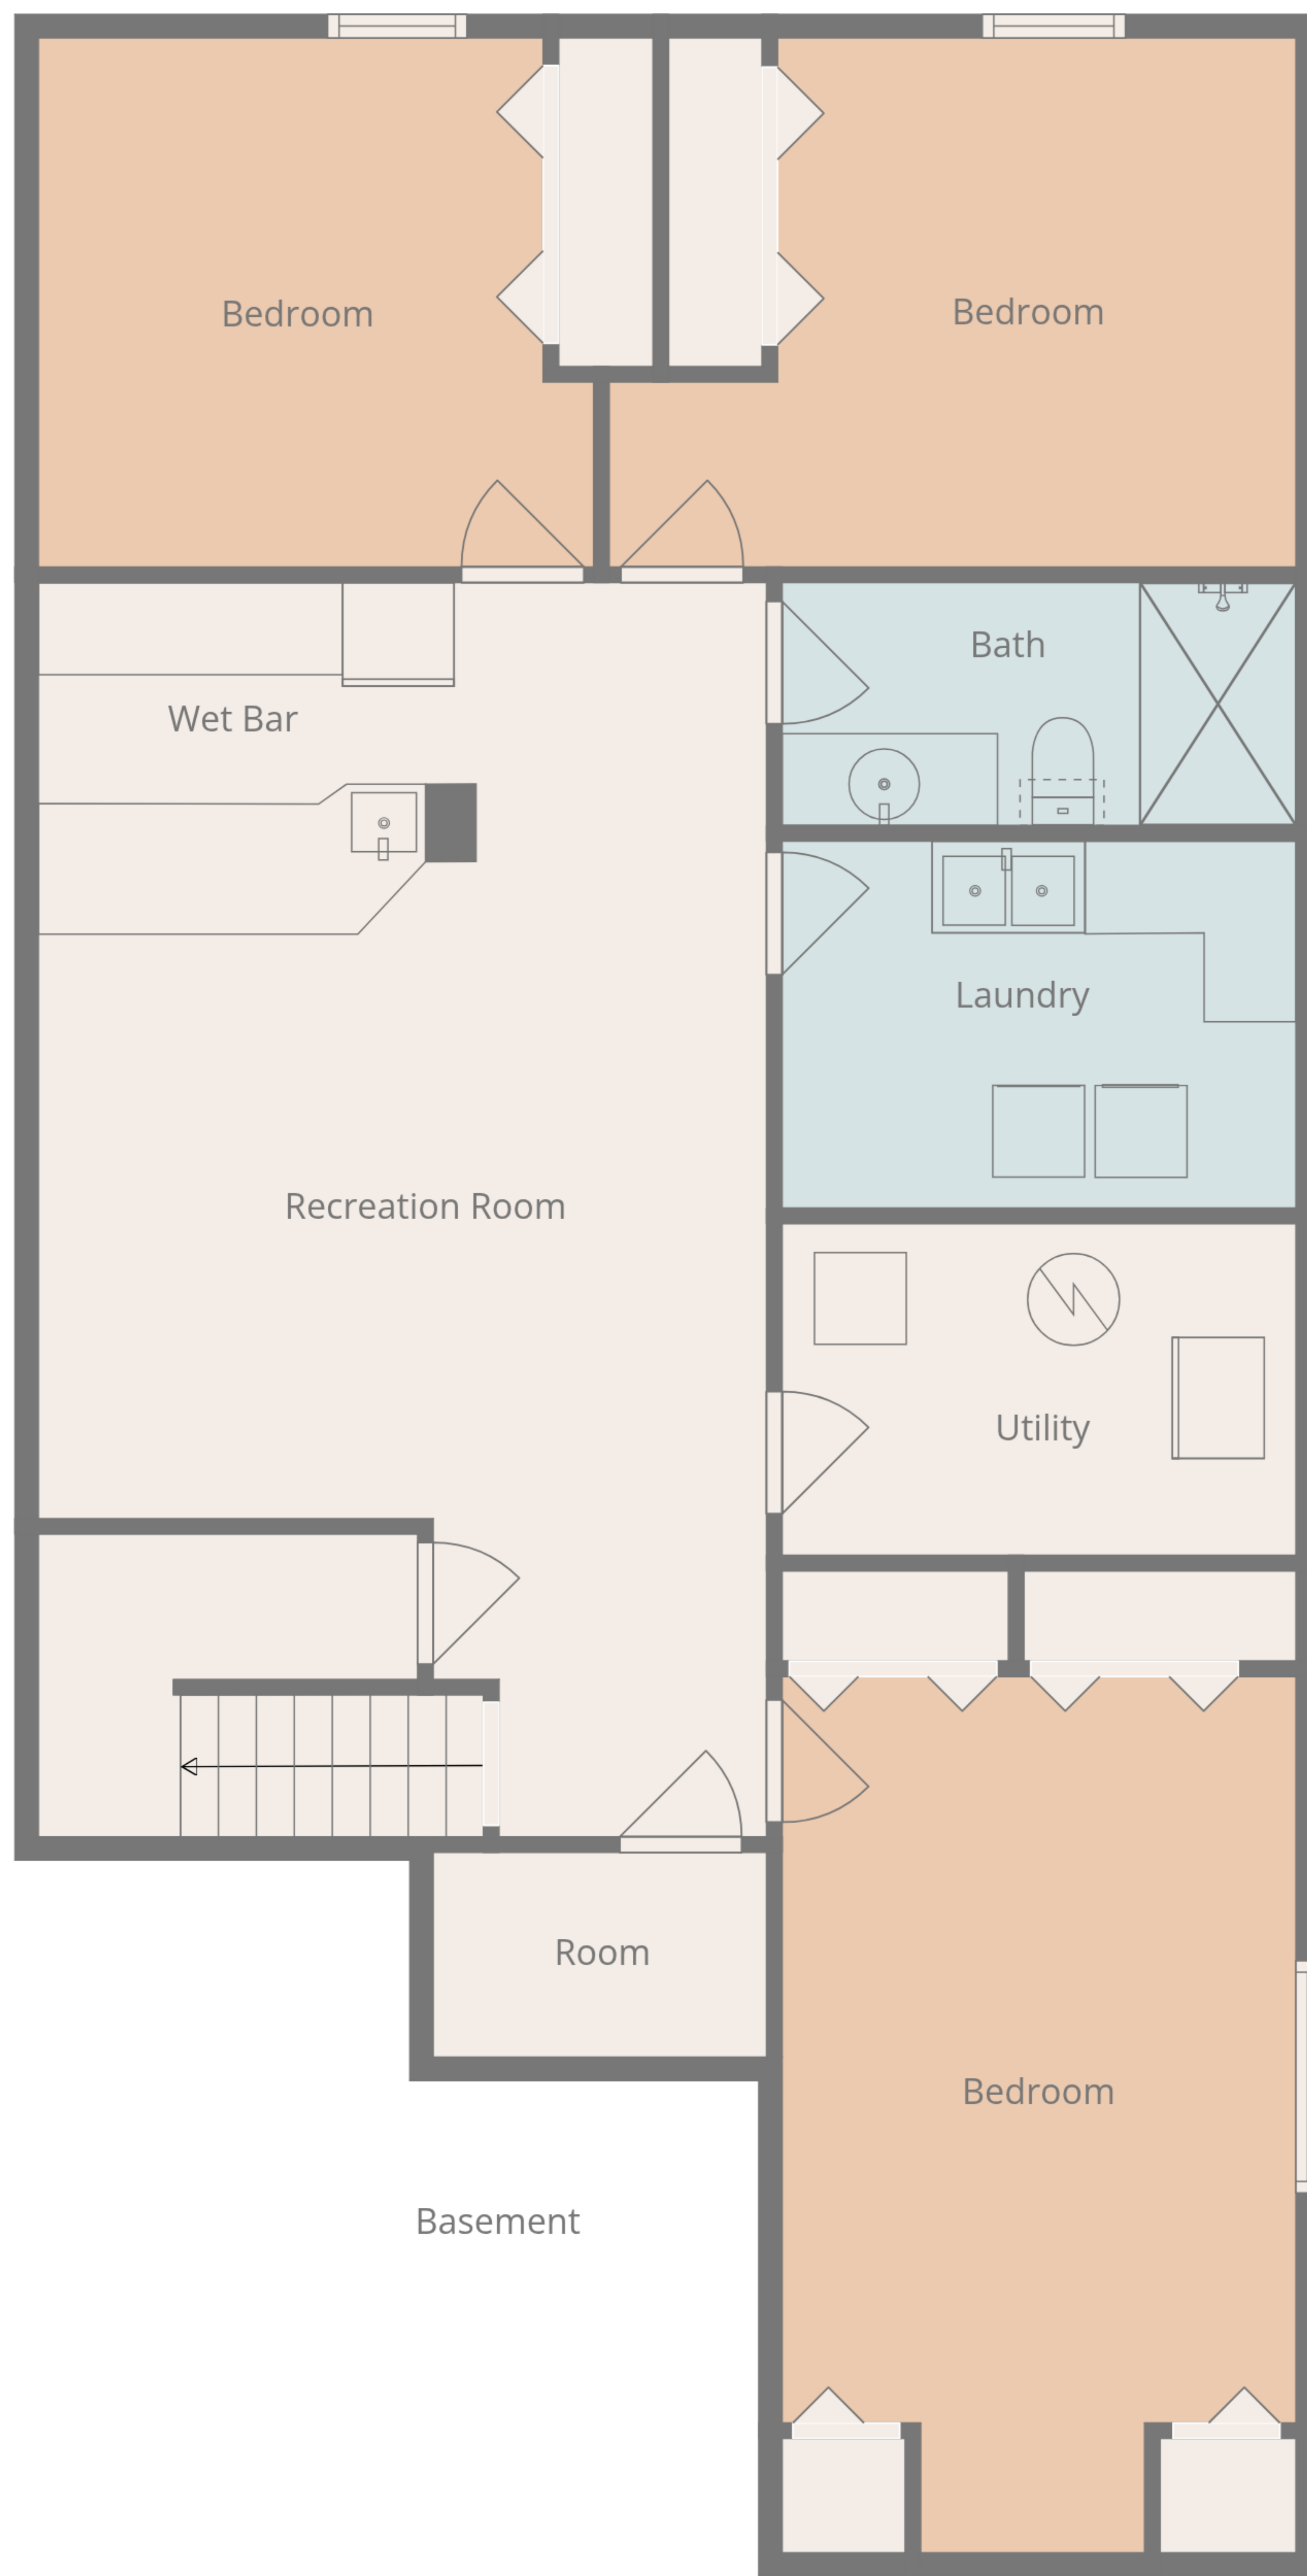 Bedroom
Bedroom
Bath
Wet Bar
Laundry
Recreation Room
Utility
Room
Bedroom
Basement